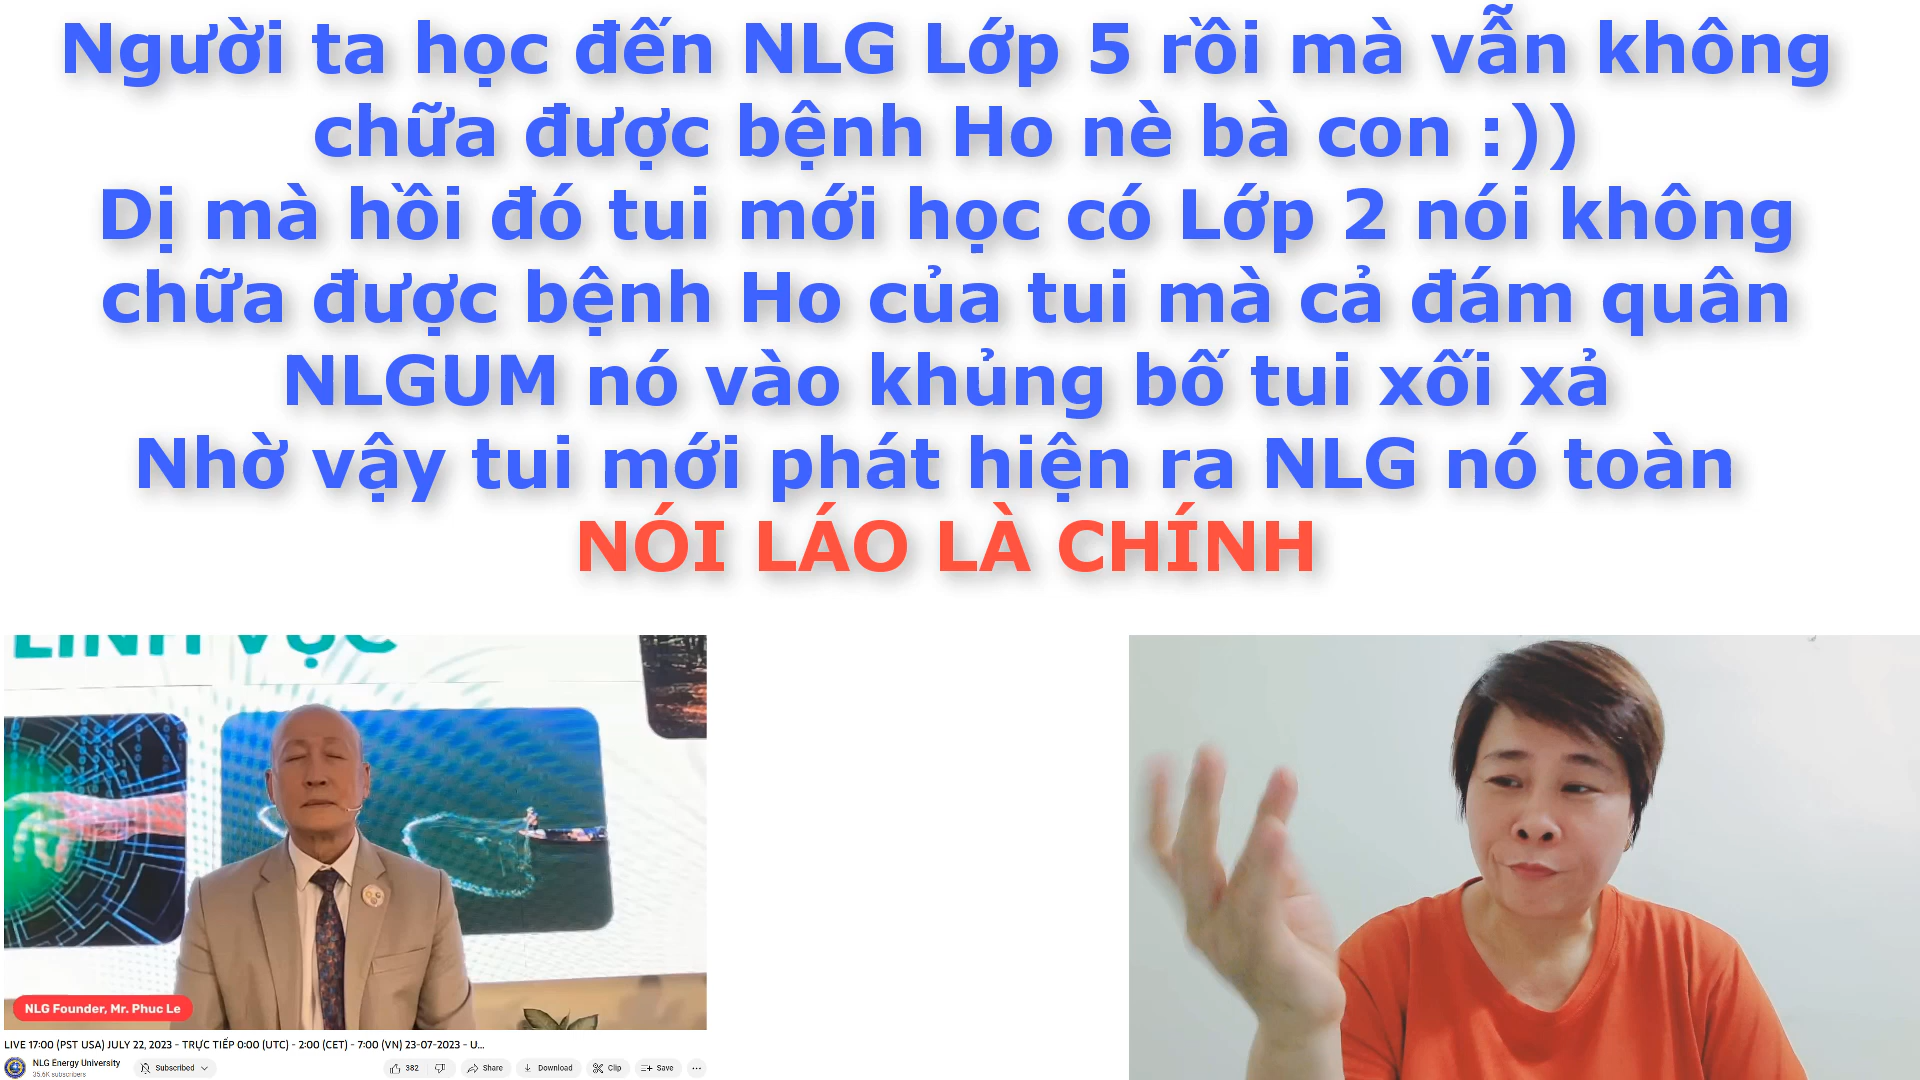 Người ta học đến NLG Lớp 5 rồi mà vẫn không
chữa được bệnh Ho nè bà con :))
Dị mà hồi đó tui mới học có Lớp 2 nói không
chữa được bệnh Ho của tui mà cả đám quân
NLGUM nó vào khủng bố tui xối xả
Nhờ vậy tui mới phát hiện ra NLG nó toàn
NÓI LÁO LÀ CHÍNH
LĨNH VỰC
NLG Founder, Mr. Phuc Le
LIVE 17:00 (PST USA) JULY 22, 2023 - TRỰC TIẾP 0:00 (UTC) - 2:00 (CET) - 7:00 (VN) 23-07-2023 - U...
NLG Energy University
35.6K subscribers
Subscribed
382
Share
Download
Clip
Save